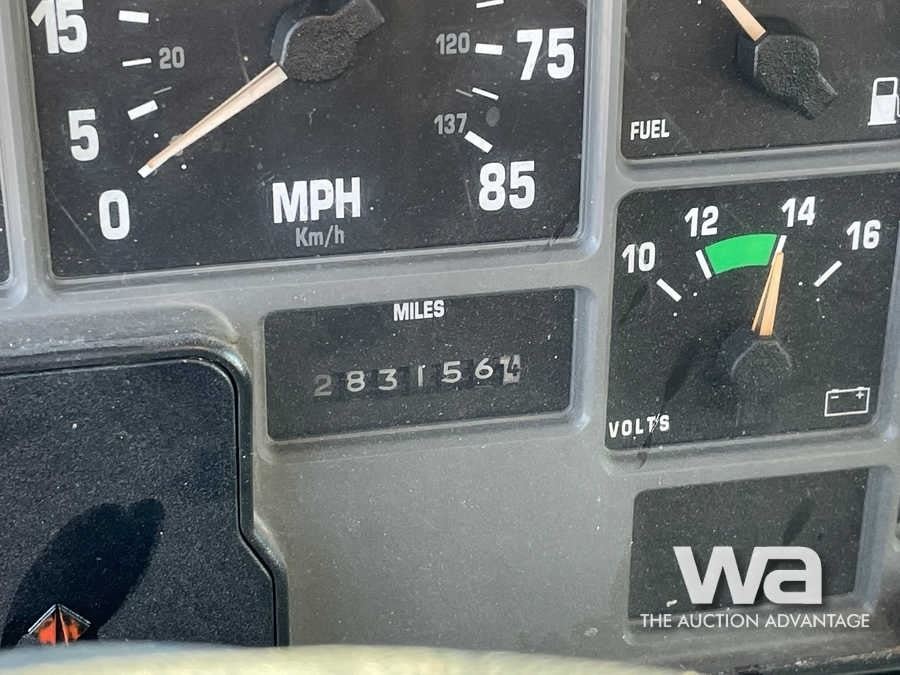 15
20
5
0
MPH
Km/h
120
75
137
85
FUEL
MILES
2831564
10
12
14
16
VOLTS
- +
wa
THE AUCTION ADVANTAGE